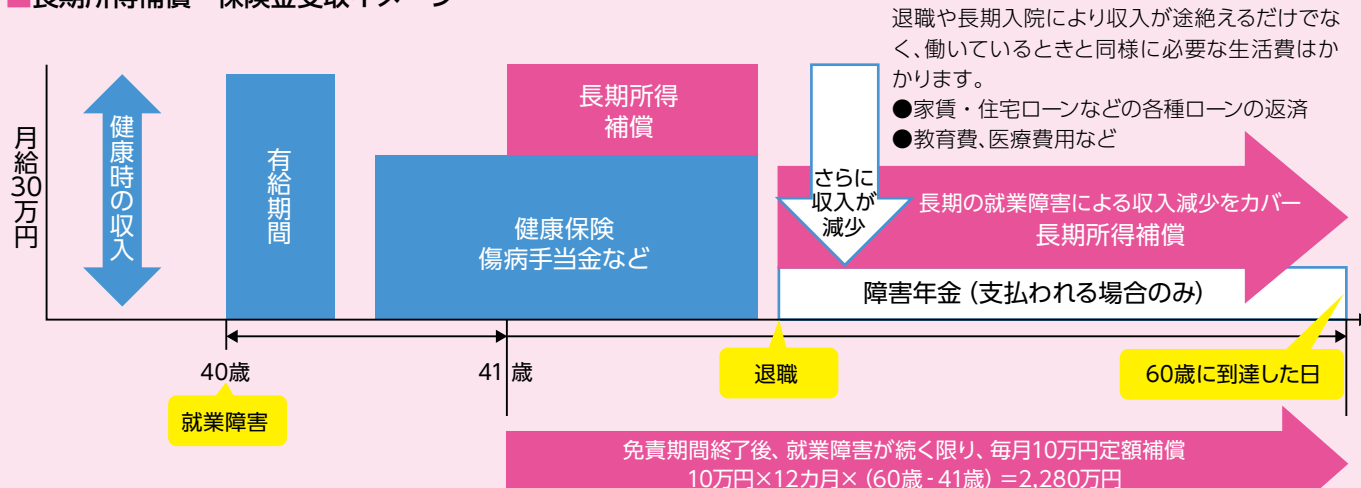 ■長期所得補償 保険金受取イメージ
退職や長期入院により収入が途絶えるだけでな
く、働いているときと同様に必要な生活費はか
かります。
●家賃・住宅ローンなどの各種ローンの返済
●教育費、医療費用など
月給30万円
健康時の収入
有給期間
長期所得
補償
健康保険
傷病手当金など
さらに
収入が
減少
長期の就業障害による収入減少をカバー
長期所得補償
障害年金（支払われる場合のみ）
40歳
41歳
退職
60歳に到達した日
就業障害
免責期間終了後、就業障害が続く限り、毎月10万円定額補償
10万円×12カ月×（60歳-41歳）＝2,280万円